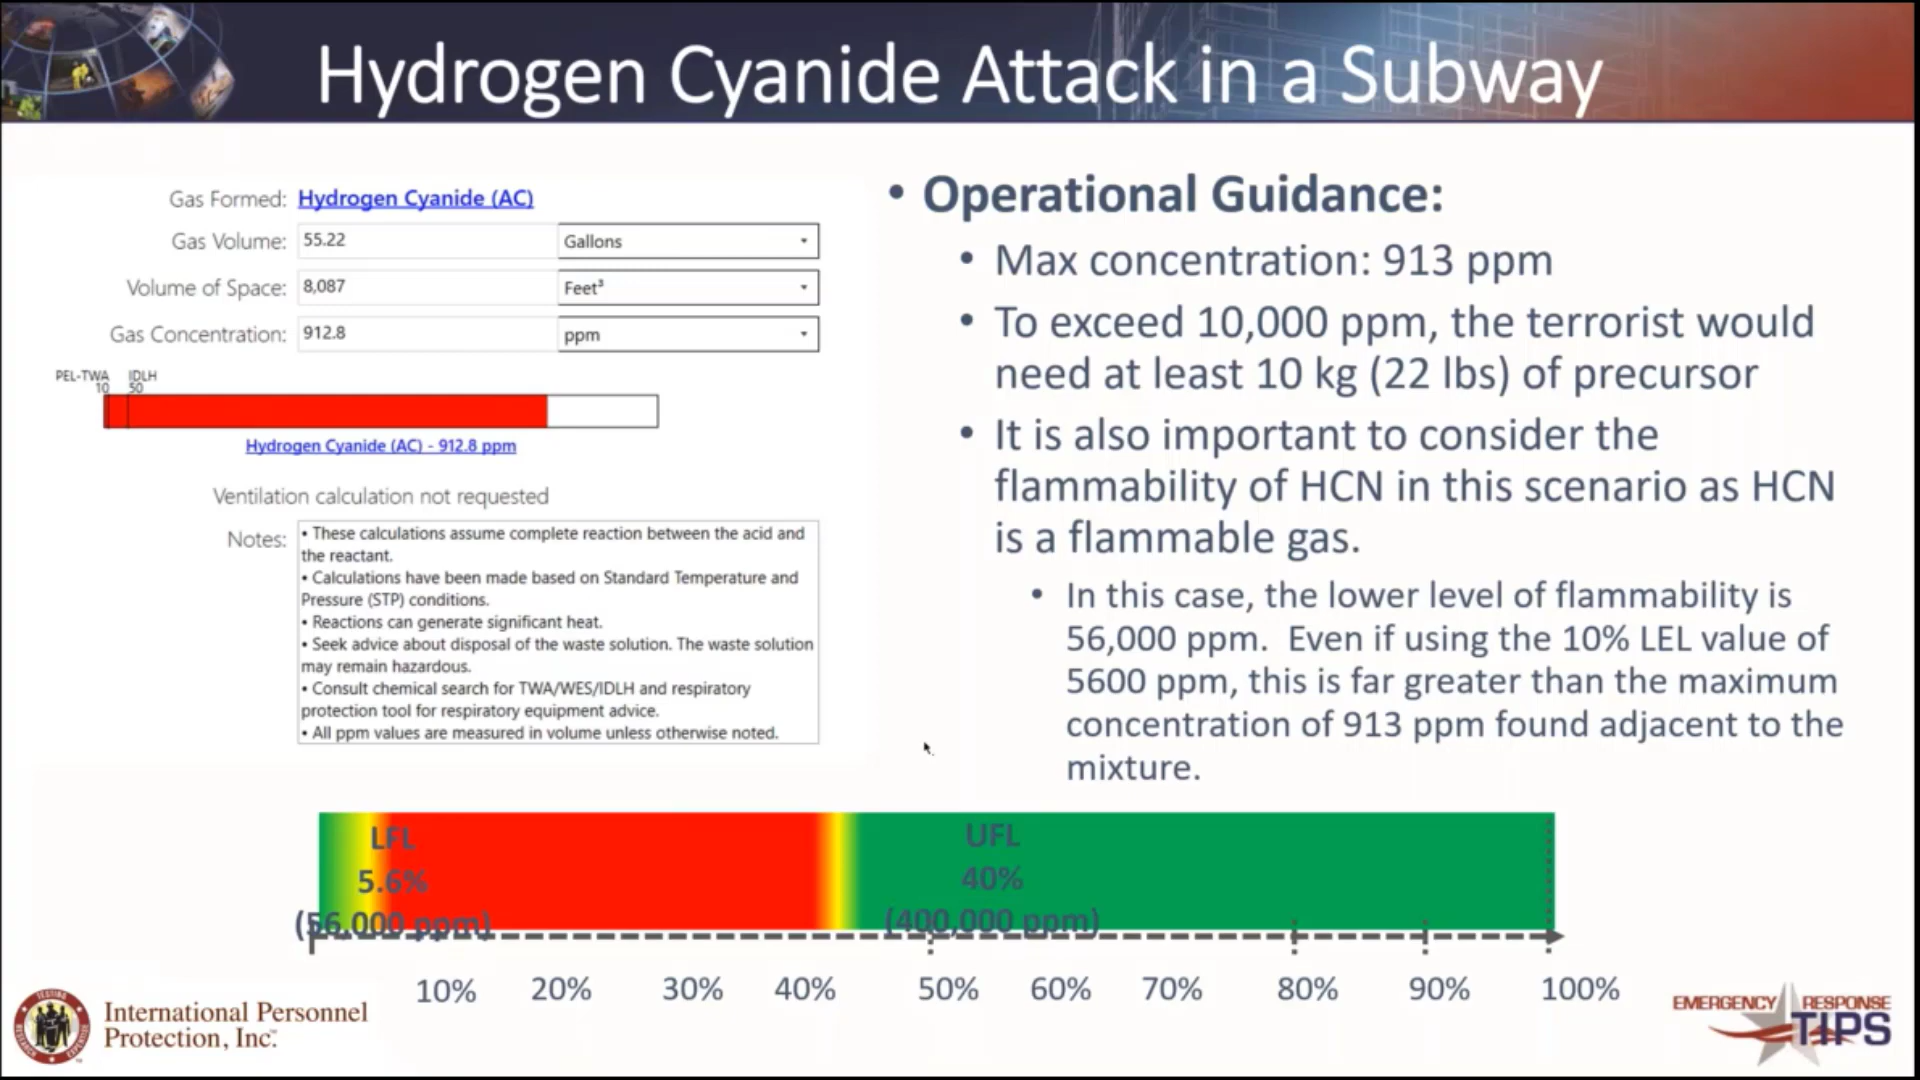 Hydrogen Cyanide Attack in a Subway
Gas Formed: Hydrogen Cyanide (AC)
Gas Volume: 55.22 Gallons
Volume of Space: 8,087 Feet³
Gas Concentration: 912.8 ppm
PEL-TWA IDLH
10 50
Hydrogen Cyanide (AC) - 912.8 ppm
Ventilation calculation not requested
Notes: • These calculations assume complete reaction between the acid and
the reactant.
• Calculations have been made based on Standard Temperature and
Pressure (STP) conditions.
• Reactions can generate significant heat.
• Seek advice about disposal of the waste solution. The waste solution
may remain hazardous.
• Consult chemical search for TWA/WES/IDLH and respiratory
protection tool for respiratory equipment advice.
• All ppm values are measured in volume unless otherwise noted.
• Operational Guidance:
• Max concentration: 913 ppm
• To exceed 10,000 ppm, the terrorist would
need at least 10 kg (22 lbs) of precursor
• It is also important to consider the
flammability of HCN in this scenario as HCN
is a flammable gas.
• In this case, the lower level of flammability is
56,000 ppm. Even if using the 10% LEL value of
5600 ppm, this is far greater than the maximum
concentration of 913 ppm found adjacent to the
mixture.
LFL
5.6%
(56,000 ppm)
UFL
40%
(400,000 ppm)
10% 20% 30% 40% 50% 60% 70% 80% 90% 100%
International Personnel
Protection, Inc.
EMERGENCY RESPONSE
TIPS